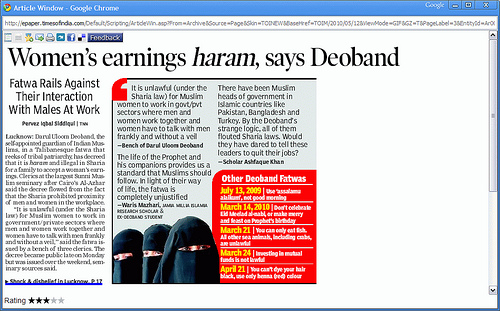 Article Window - Google Chrome
Google
http://epaper.timesofindia.com/Default/Scripting/ArticleWin.asp?From=Archive&Source=Page&Skin=TOINEW&BaseHref=TOIM/2010/05/12&ViewMode=GIF&GZ=T&PageLabel=3&EntityId=Ar00
Feedback
Women's earnings haram, says Deoband
Fatwa Rails Against
Their Interaction
With Males At Work
Pervez Iqbal Siddiqui | TNN
Lucknow: Darul Uloom Deoband, the
self-appointed guardian of Indian Mus-
lims, in a Talibanesque fatwa that
reeks of tribal patriarchy, has decreed
that it is haram and illegal in Sharia
for a family to accept a woman's earn-
ings. Clerics at the largest Sunni Mus-
lim seminary after Cairo's Al-Azhar
said the decree flowed from the fact
that the Sharia prohibited proximity
of men and women in the workplace.
"It is unlawful (under the Sharia
law) for Muslim women to work in
government/private sectors where
men and women work together and
women have to talk with men frankly
and without a veil," said the fatwa is-
sued by a bench of three clerics. The
decree became public late on Monday
but was issued over the weekend, sem-
inary sources said.
▶ Shock & disbelief in Lucknow, P 17
It is unlawful (under the
Sharia law) for Muslim
women to work in govt/pvt
sectors where men and
women work together and
women have to talk with men
frankly and without a veil
—Bench of Darul Uloom Deoband
The life of the Prophet and
his companions provides us a
standard that Muslims should
follow. In light of their way
of life, the fatwa is
completely unjustified
—Waris Mazhari, JAMIA MILLIA ISLAMIA
RESEARCH SCHOLAR &
EX-DEOBAND STUDENT
There have been Muslim
heads of government in
Islamic countries like
Pakistan, Bangladesh and
Turkey. By the Deoband's
strange logic, all of them
flouted Sharia laws. Would
they have dared to tell these
leaders to quit their jobs?
—Scholar Ashfaque Khan
Other Deoband Fatwas
July 13, 2009 | Use 'assalamu
alaikum', not good morning
March 14, 2010 | Don't celebrate
Eid Meelad al-nabi, or make merry
and feast on Prophet's birthday
March 21 | You can only eat fish.
All other sea animals, including crabs,
are unlawful
March 24 | Investing in mutual
funds is not lawful
April 21 | You can't dye your hair
black, use only henna (red) colour
Rating ★★★★★